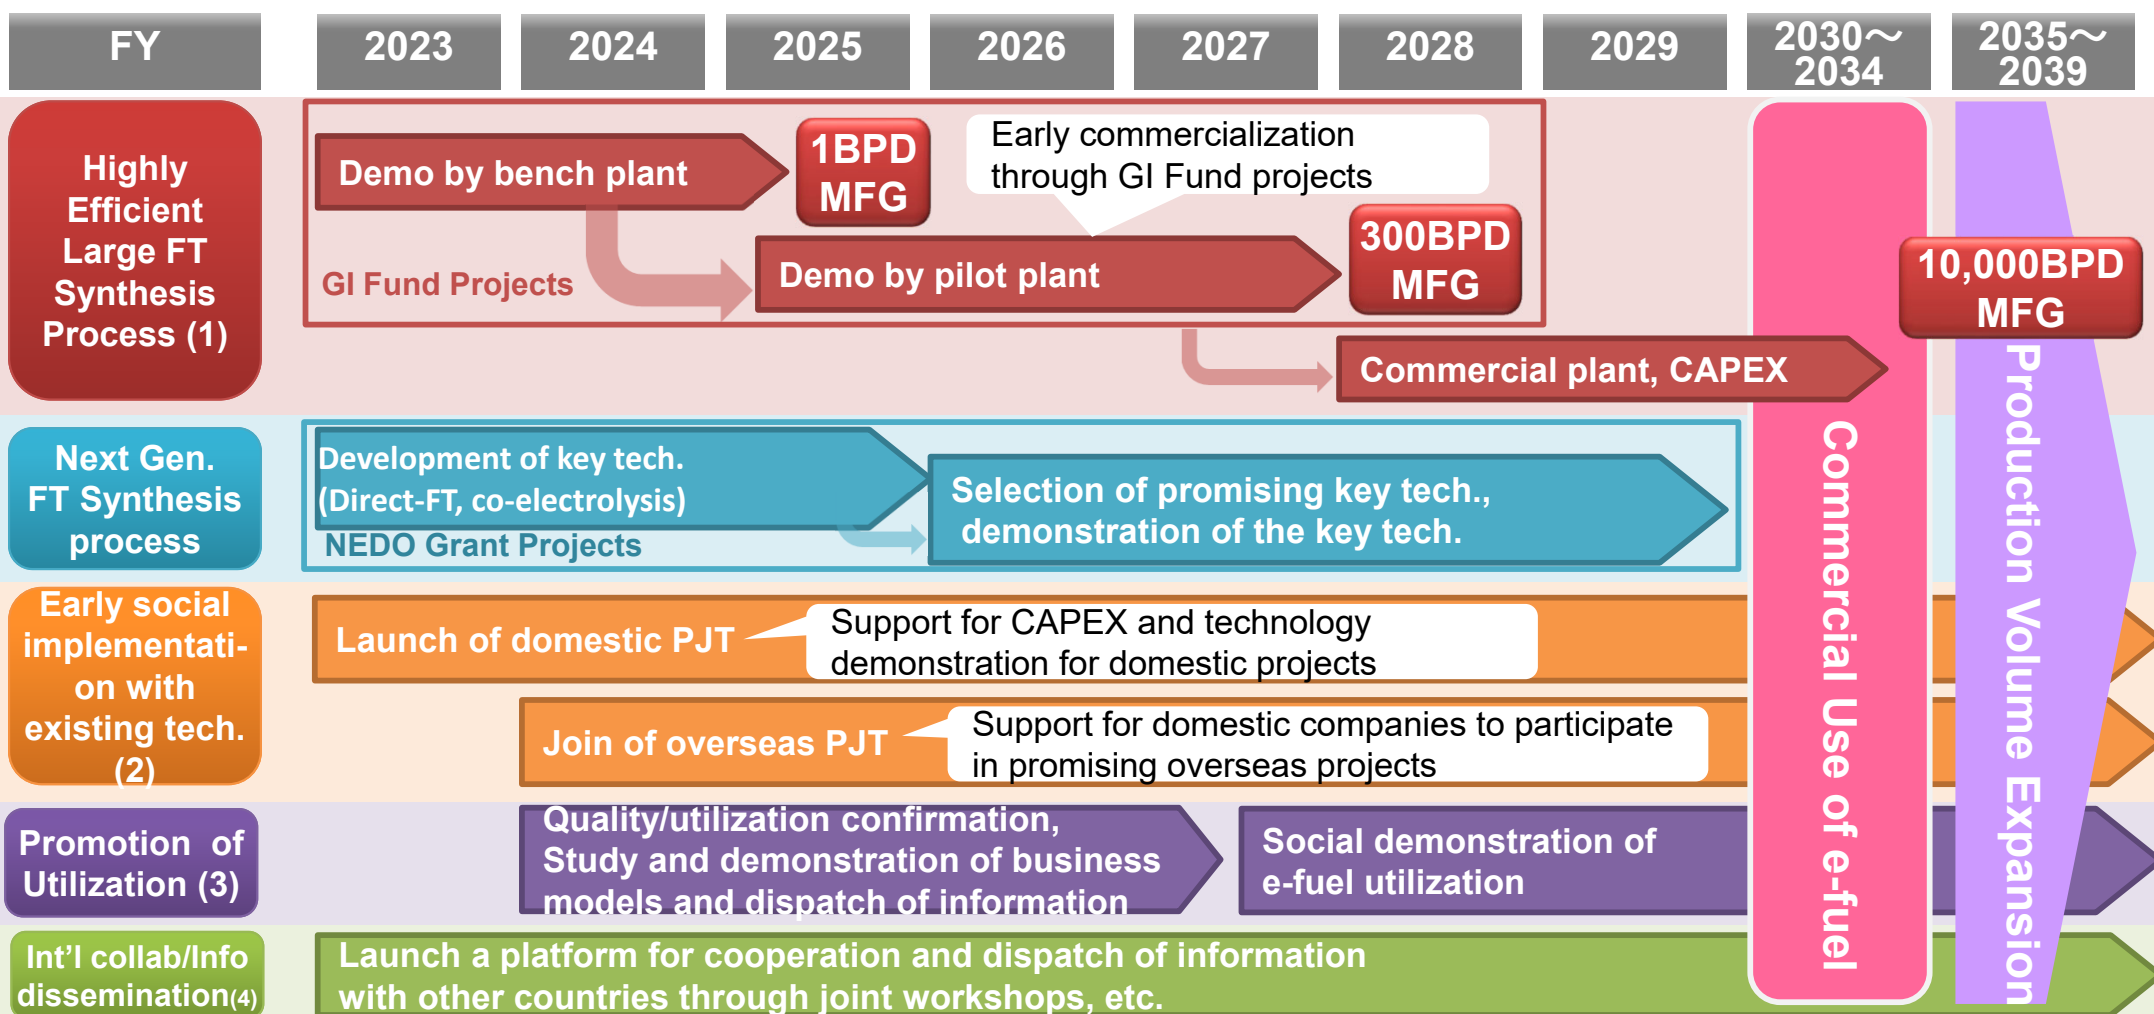 FY
2023
2024
2025
2026
2027
2028
2029
2030～
2034
2035～
2039
Highly
Efficient
Large FT
Synthesis
Process (1)
Demo by bench plant
1BPD
MFG
Early commercialization
through GI Fund projects
GI Fund Projects
Demo by pilot plant
300BPD
MFG
10,000BPD
MFG
Commercial plant, CAPEX
Next Gen.
FT Synthesis
process
Development of key tech.
(Direct-FT, co-electrolysis)
NEDO Grant Projects
Selection of promising key tech.,
demonstration of the key tech.
Early social
implementati-
on with
existing tech.
(2)
Launch of domestic PJT
Support for CAPEX and technology
demonstration for domestic projects
Join of overseas PJT
Support for domestic companies to participate
in promising overseas projects
Promotion of
Utilization (3)
Quality/utilization confirmation,
Study and demonstration of business
models and dispatch of information
Social demonstration of
e-fuel utilization
Int'l collab/Info
dissemination(4)
Launch a platform for cooperation and dispatch of information
with other countries through joint workshops, etc.
Commercial Use of e-fuel
Production Volume Expansion